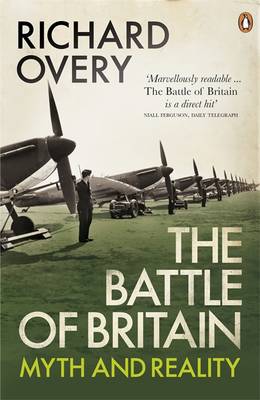 RICHARD
OVERY
‘Marvellously readable ...
The Battle of Britain
is a direct hit’
NIALL FERGUSON, DAILY TELEGRAPH
THE
BATTLE
OF BRITAIN
MYTH AND REALITY